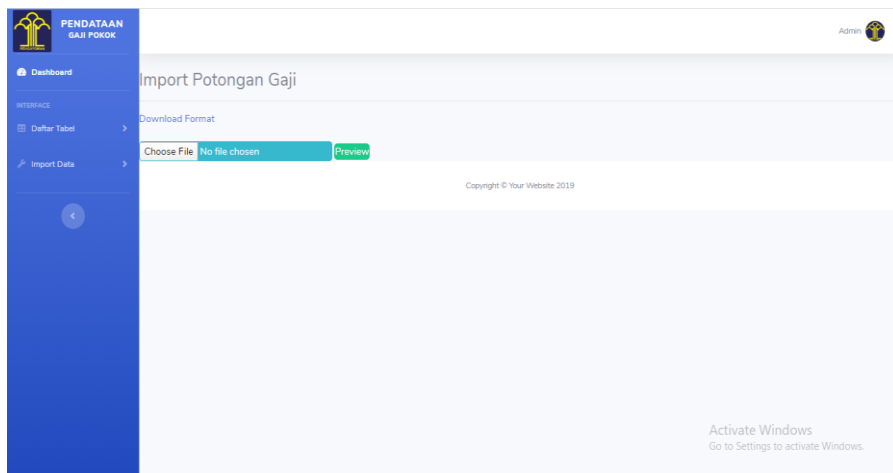 PENDATAAN
GAJI POKOK
Admin
Dashboard
Import Potongan Gaji
INTERFACE
Download Format
Daftar Tabel
Choose File No file chosen Preview
Import Data
Copyright © Your Website 2019
Activate Windows
Go to Settings to activate Windows.